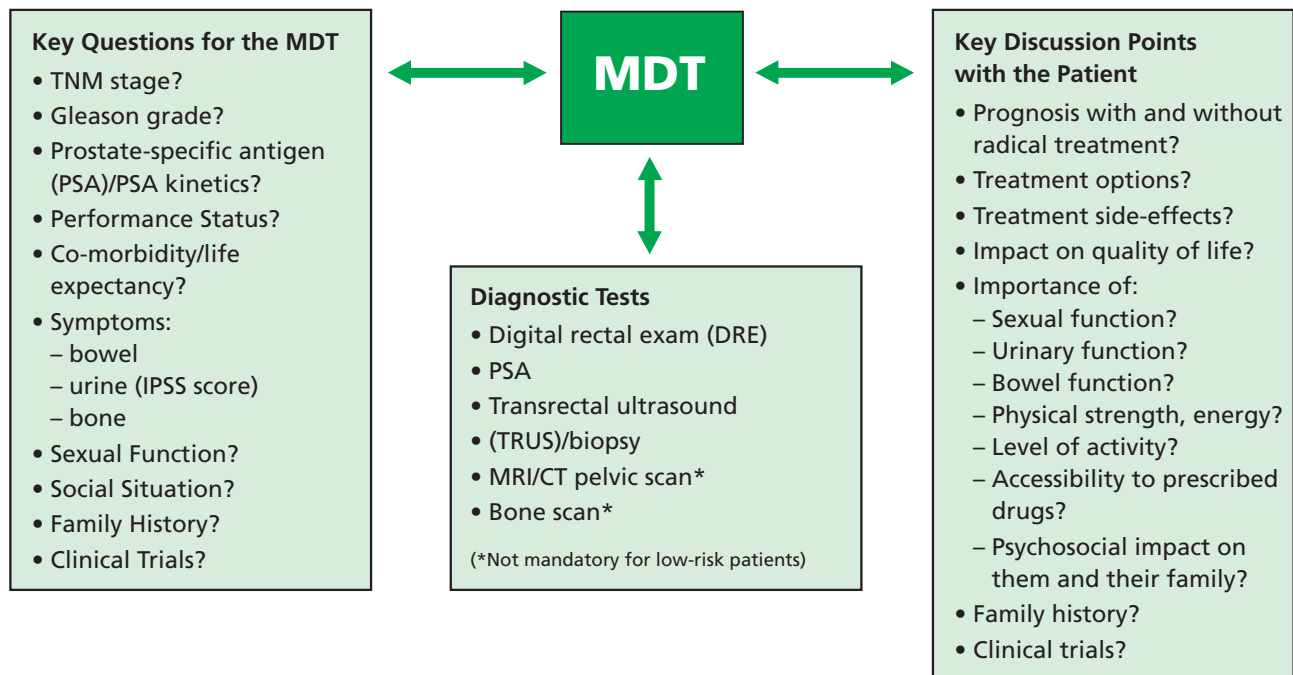 Key Questions for the MDT
• TNM stage?
• Gleason grade?
• Prostate-specific antigen
(PSA)/PSA kinetics?
• Performance Status?
• Co-morbidity/life
expectancy?
• Symptoms:
– bowel
– urine (IPSS score)
– bone
• Sexual Function?
• Social Situation?
• Family History?
• Clinical Trials?
MDT
Diagnostic Tests
• Digital rectal exam (DRE)
• PSA
• Transrectal ultrasound
• (TRUS)/biopsy
• MRI/CT pelvic scan*
• Bone scan*
(*Not mandatory for low-risk patients)
Key Discussion Points
with the Patient
• Prognosis with and without
radical treatment?
• Treatment options?
• Treatment side-effects?
• Impact on quality of life?
• Importance of:
– Sexual function?
– Urinary function?
– Bowel function?
– Physical strength, energy?
– Level of activity?
– Accessibility to prescribed
drugs?
– Psychosocial impact on
them and their family?
• Family history?
• Clinical trials?